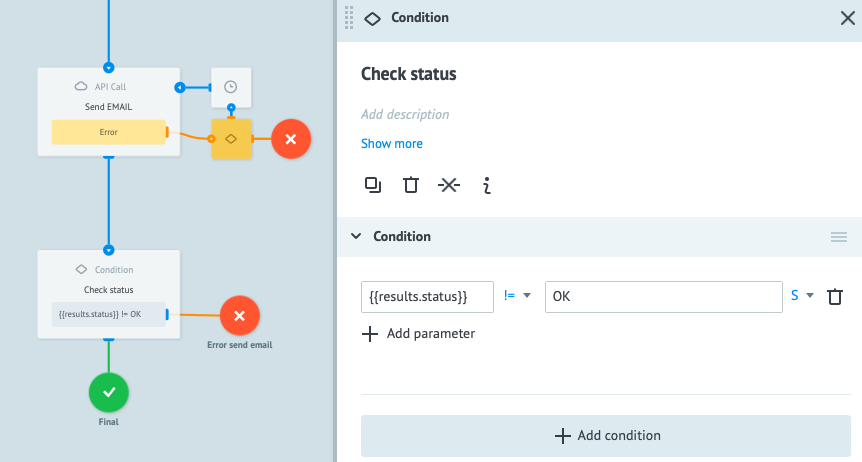 API Call
Send EMAIL
Error
Condition
Check status
{{results.status}} != OK
Error send email
Final
Condition
Check status
Add description
Show more
Condition
{{results.status}} != OK S
Add parameter
Add condition